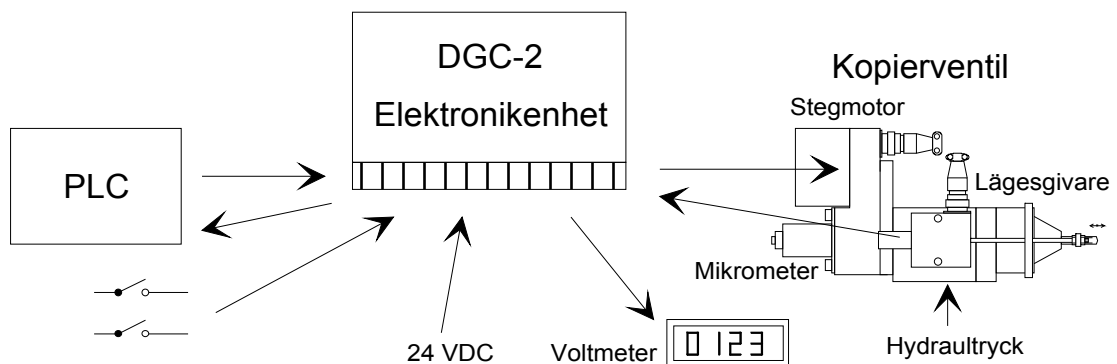 DGC-2
Elektronikenhet
PLC
Kopierventil
Stegmotor
Lägesgivare
Mikrometer
24 VDC
Voltmeter
0123
Hydraultryck